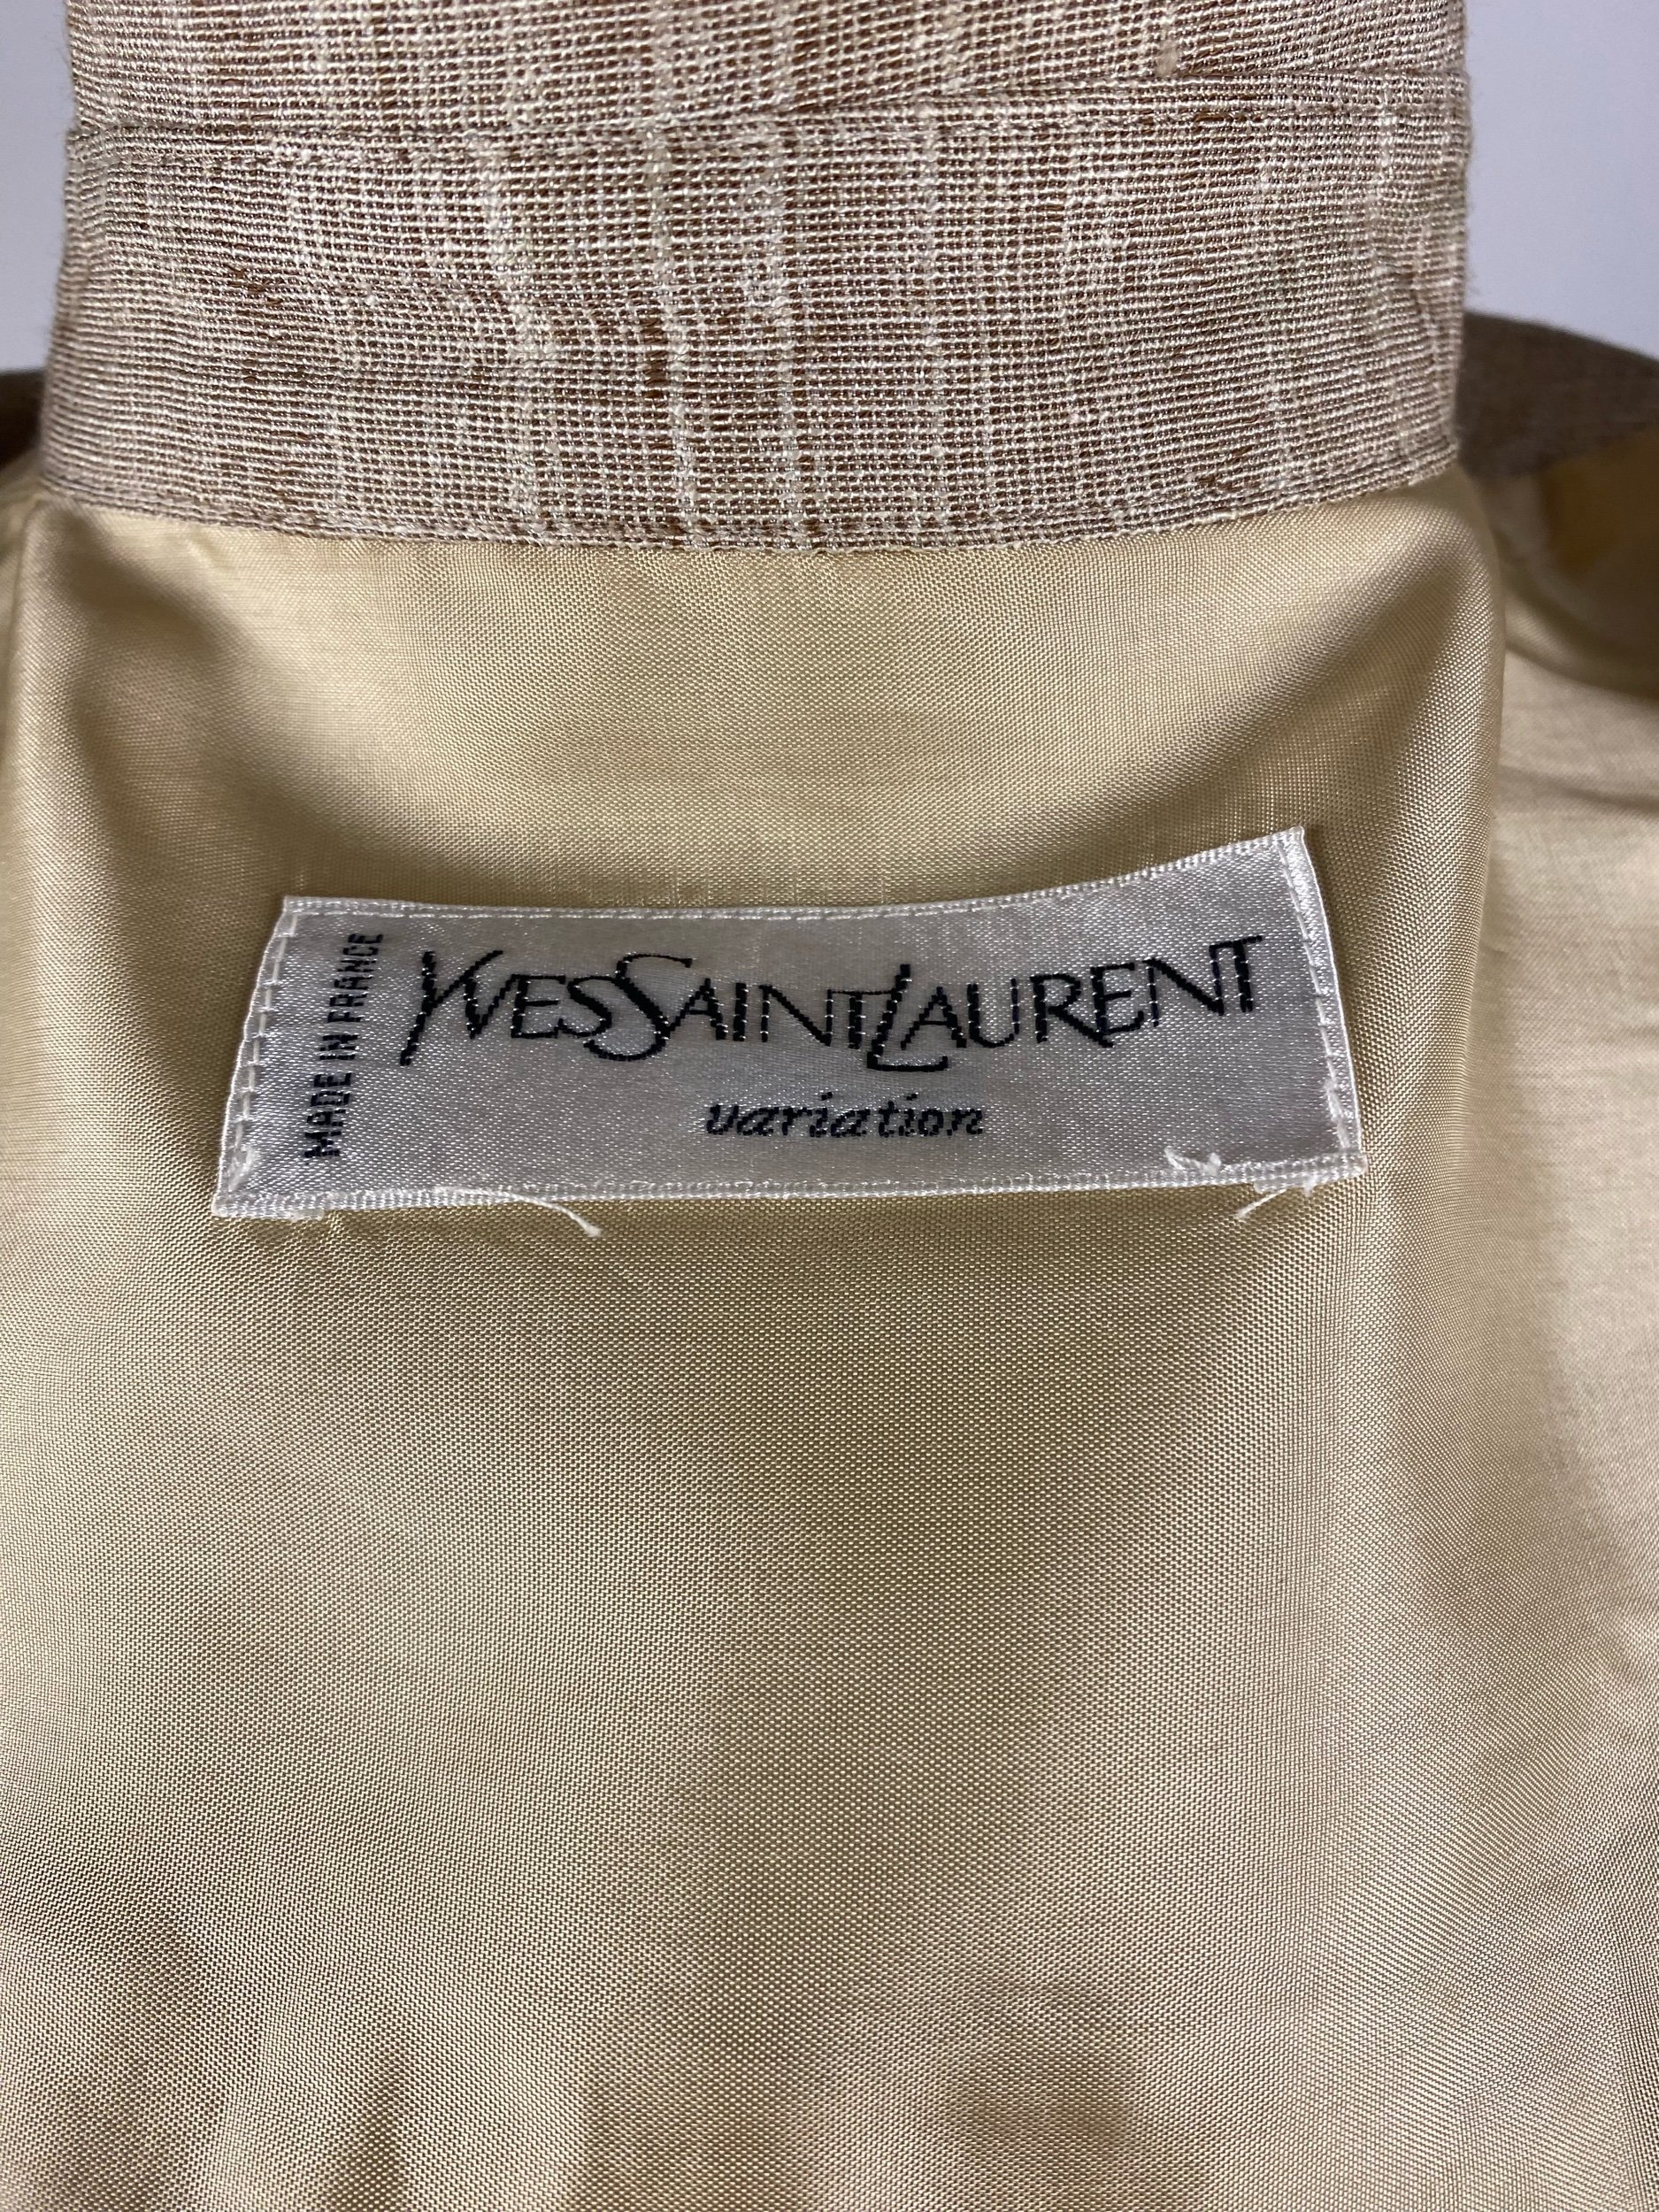 MADE IN FRANCE
YVESSAINTLAURENT
variation